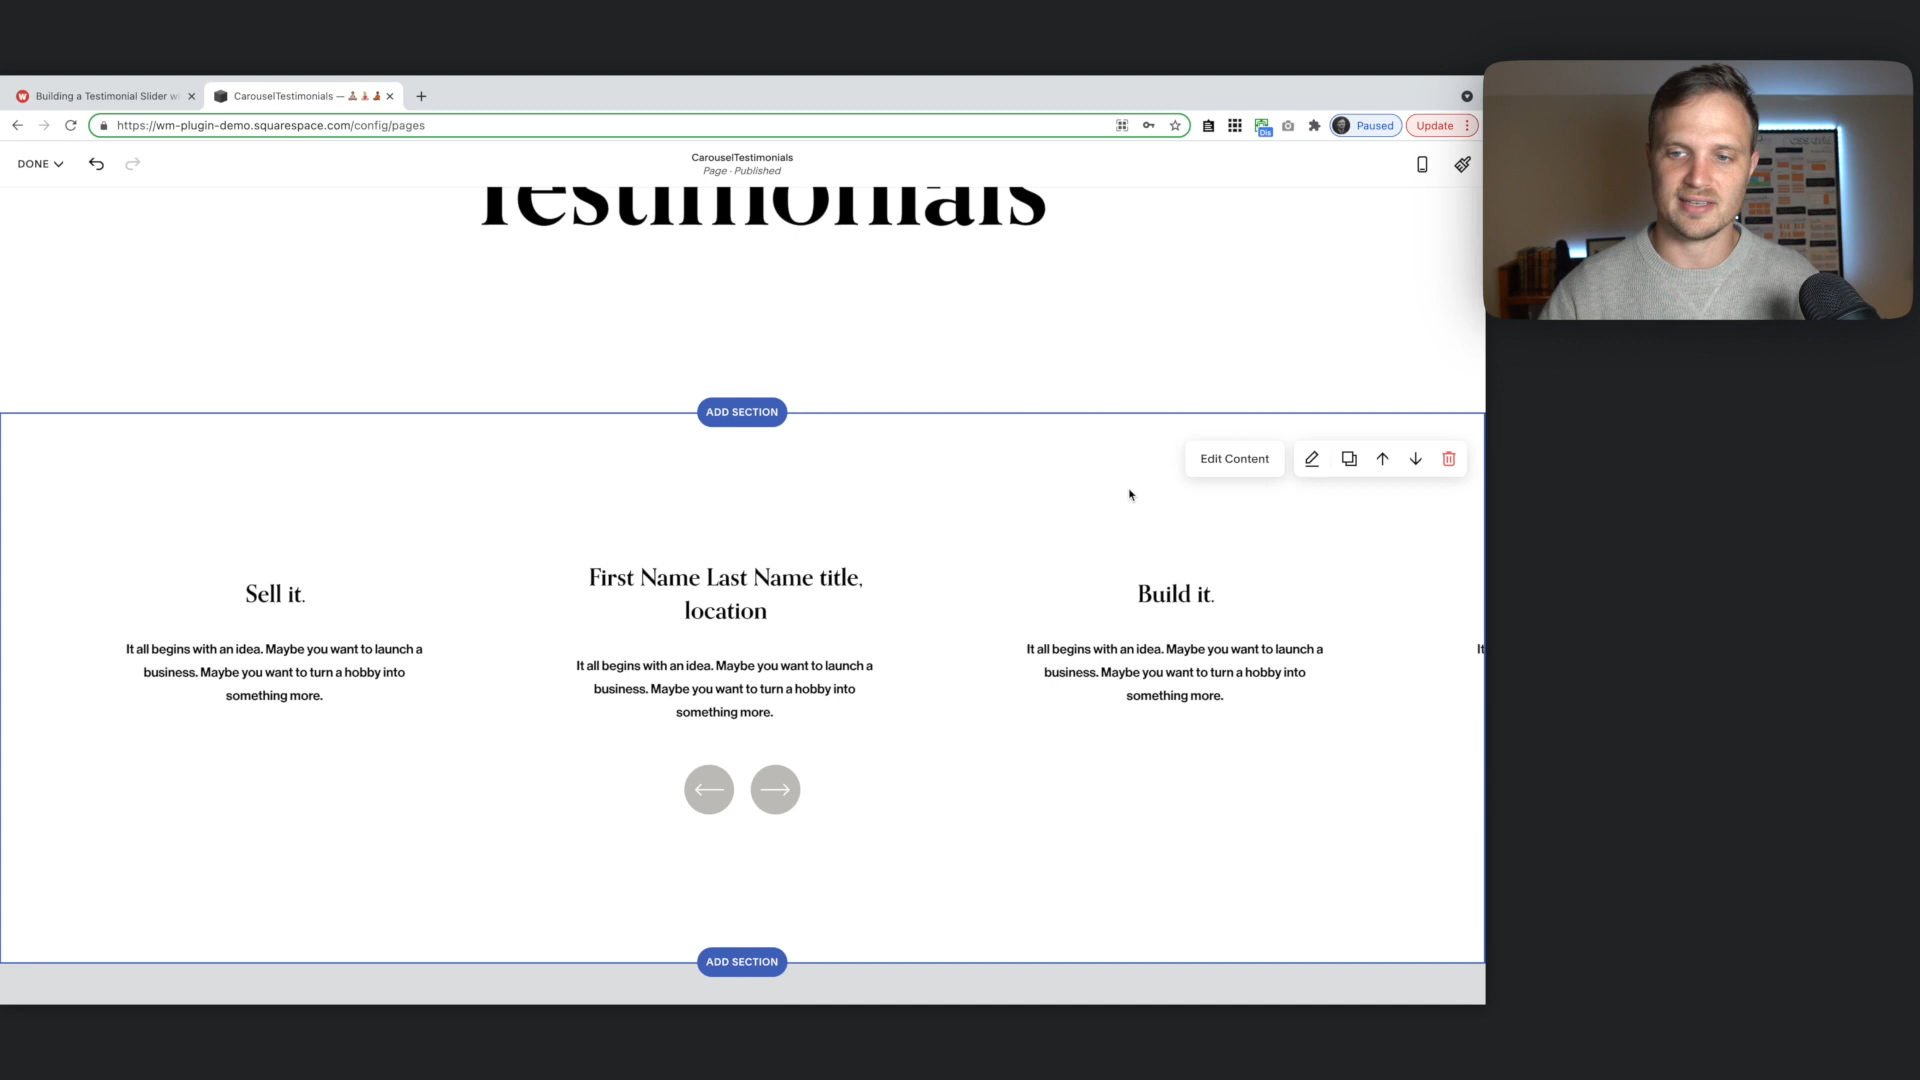 Building a Testimonial Slider wi
CarouselTestimonials —
https://wm-plugin-demo.squarespace.com/config/pages
Dis
Paused
Update
DONE
CarouselTestimonials
Page · Published
Testimonials
ADD SECTION
Edit Content
Sell it.
It all begins with an idea. Maybe you want to launch a
business. Maybe you want to turn a hobby into
something more.
First Name Last Name title,
location
It all begins with an idea. Maybe you want to launch a
business. Maybe you want to turn a hobby into
something more.
Build it.
It all begins with an idea. Maybe you want to launch a
business. Maybe you want to turn a hobby into
something more.
It
ADD SECTION